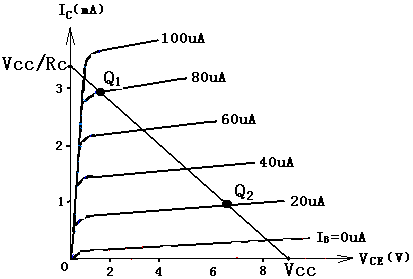 Ic(mA)
100uA
Vcc/Rc
Q1
80uA
3
60uA
2
40uA
1
Q2
20uA
IB=0uA
Vcc
VCE(V)
0
2
4
6
8